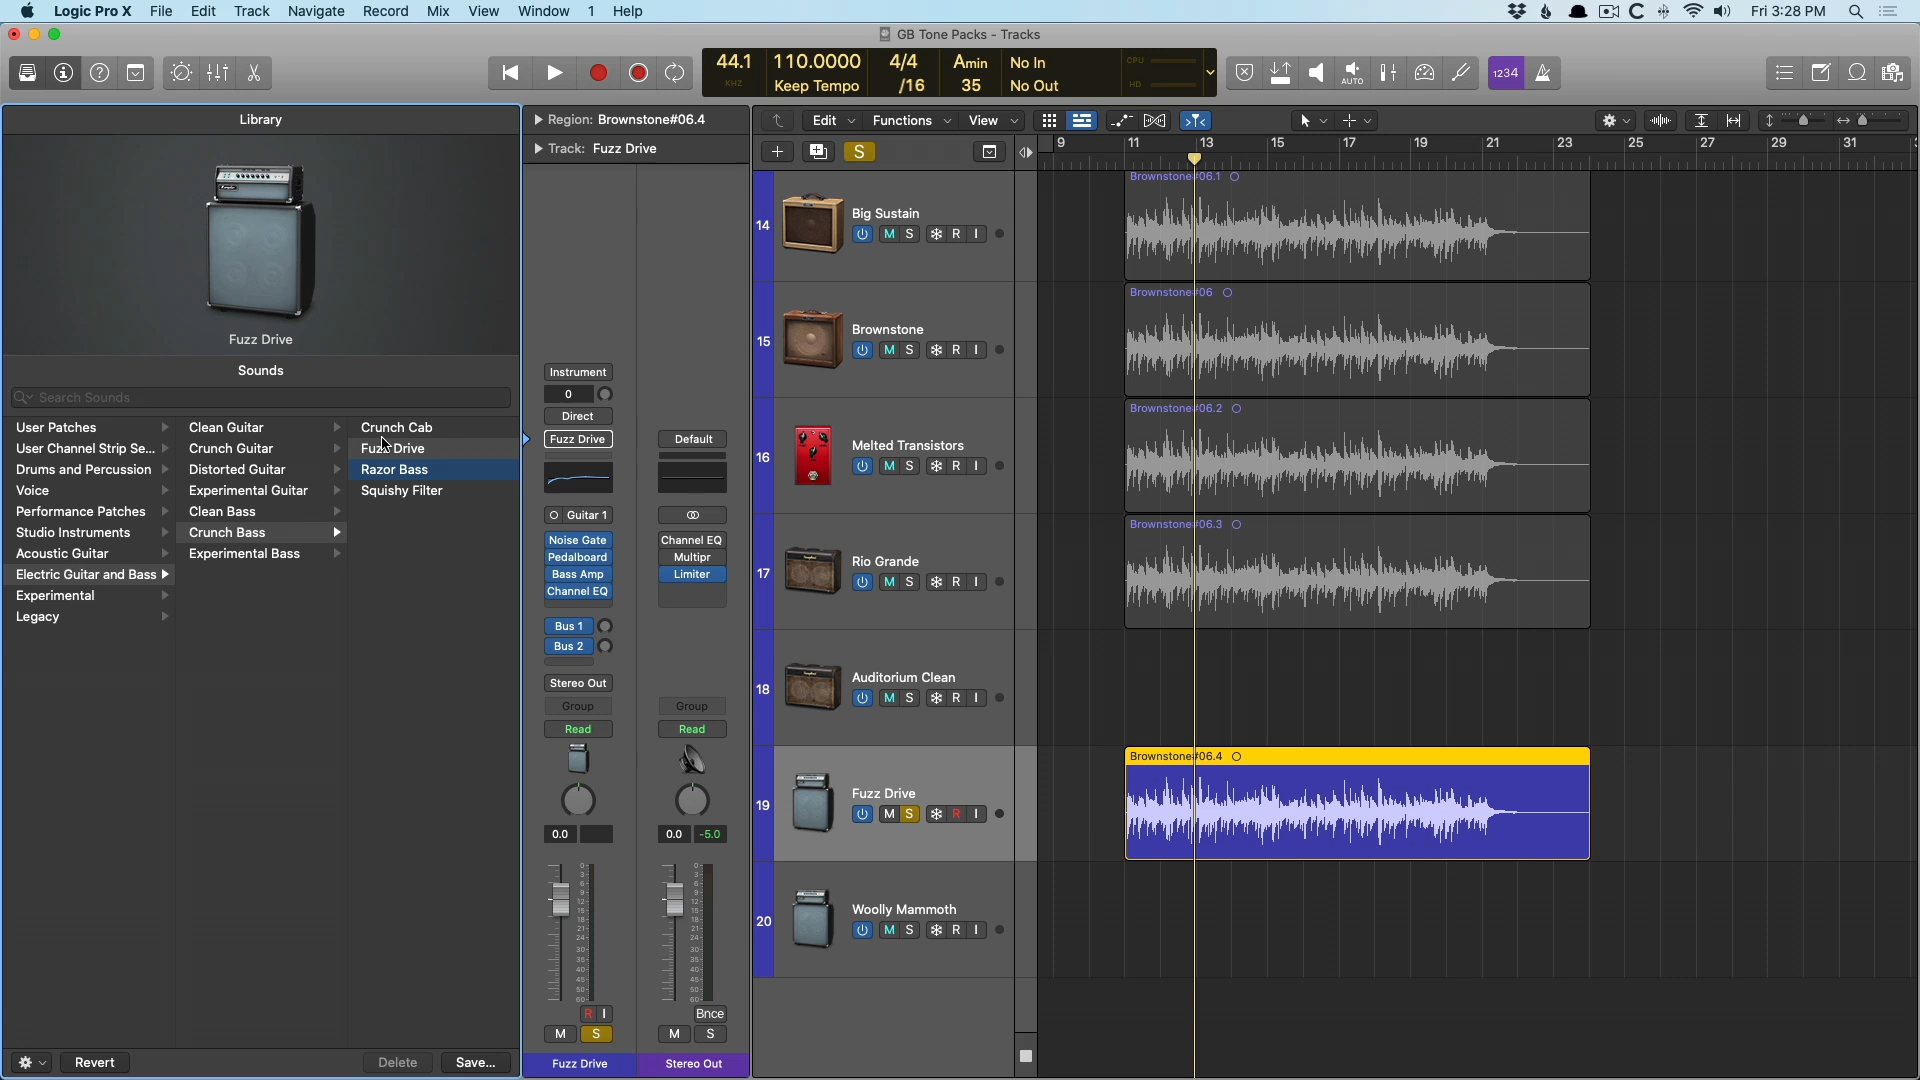 Logic Pro X File Edit Track Navigate Record Mix View Window 1 Help
Fri 3:28 PM
GB Tone Packs - Tracks
44.1 110.0000 4/4 Amin No In
KHZ Keep Tempo /16 35 No Out
CPU
HD
AUTO
1234
Library
Fuzz Drive
Sounds
Search Sounds
User Patches
User Channel Strip Se...
Drums and Percussion
Voice
Performance Patches
Studio Instruments
Acoustic Guitar
Electric Guitar and Bass
Experimental
Legacy
Clean Guitar
Crunch Guitar
Distorted Guitar
Experimental Guitar
Clean Bass
Crunch Bass
Experimental Bass
Crunch Cab
Fuzz Drive
Razor Bass
Squishy Filter
Revert
Delete
Save...
Region: Brownstone#06.4
Track: Fuzz Drive
Instrument
0
Direct
Fuzz Drive
Guitar 1
Noise Gate
Pedalboard
Bass Amp
Channel EQ
Bus 1
Bus 2
Stereo Out
Group
Read
0.0
R I
M S
Fuzz Drive
Default
Channel EQ
Multipr
Limiter
Group
Read
0.0 -5.0
Bnce
M S
Stereo Out
Edit Functions View
S
9 11 13 15 17 19 21 23 25 27 29 31
14 Big Sustain
M S R I
15 Brownstone
M S R I
16 Melted Transistors
M S R I
17 Rio Grande
M S R I
18 Auditorium Clean
M S R I
19 Fuzz Drive
M S R I
20 Woolly Mammoth
M S R I
Brownstone#06.1
Brownstone#06
Brownstone#06.2
Brownstone#06.3
Brownstone#06.4